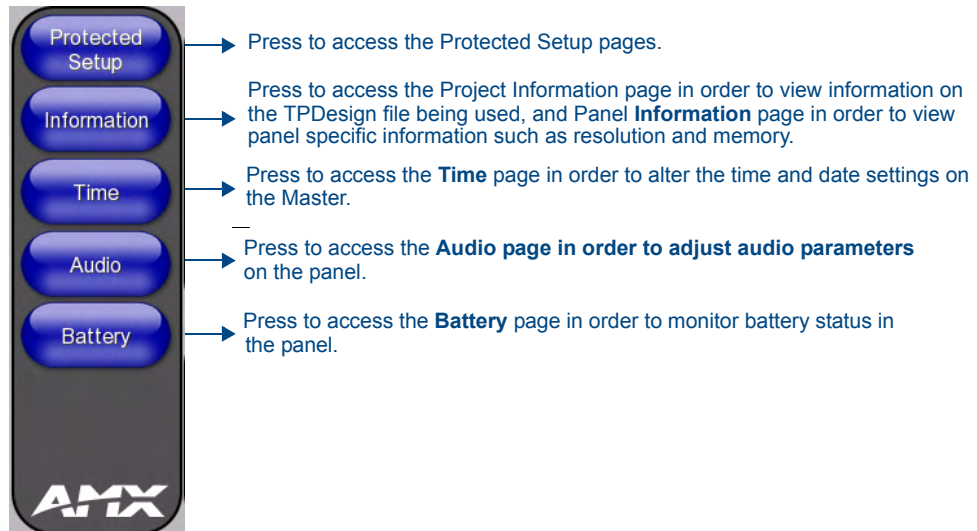 Protected
Setup
Press to access the Protected Setup pages.
Information
Press to access the Project Information page in order to view information on
the TPDesign file being used, and Panel Information page in order to view
panel specific information such as resolution and memory.
Time
Press to access the Time page in order to alter the time and date settings on
the Master.
Audio
Press to access the Audio page in order to adjust audio parameters
on the panel.
Battery
Press to access the Battery page in order to monitor battery status in
the panel.
AMX